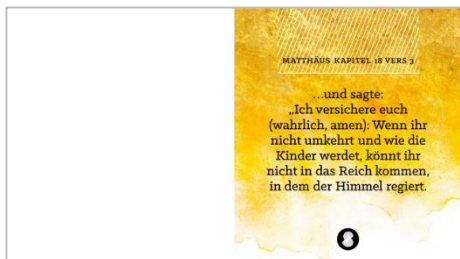 MATTHÄUS KAPITEL 18 VERS 3
...und sagte:
„Ich versichere euch
(wahrlich, amen): Wenn ihr
nicht umkehrt und wie die
Kinder werdet, könnt ihr
nicht in das Reich kommen,
in dem der Himmel regiert.